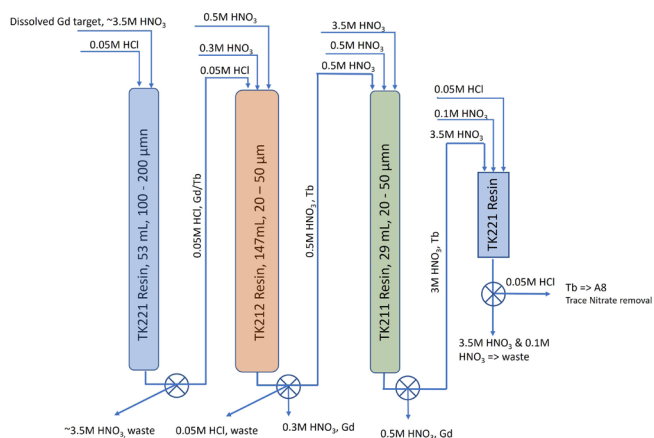 Dissolved Gd target, ~3.5M HNO₃
0.05M HCl
0.5M HNO₃
0.3M HNO₃
0.05M HCl
3.5M HNO₃
0.5M HNO₃
0.5M HNO₃
0.05M HCl
0.1M HNO₃
3.5M HNO₃
TK221 Resin, 53 mL, 100 - 200 µmn
0.05M HCl, Gd/Tb
TK212 Resin, 147mL, 20 – 50 µm
0.5M HNO₃, Tb
TK211 Resin, 29 mL, 20 - 50 µm
3M HNO₃, Tb
TK221 Resin
0.05M HCl
Tb => A8
Trace Nitrate removal
3.5M HNO₃ & 0.1M
HNO₃ => waste
~3.5M HNO₃, waste
0.05M HCl, waste
0.3M HNO₃, Gd
0.5M HNO₃, Gd